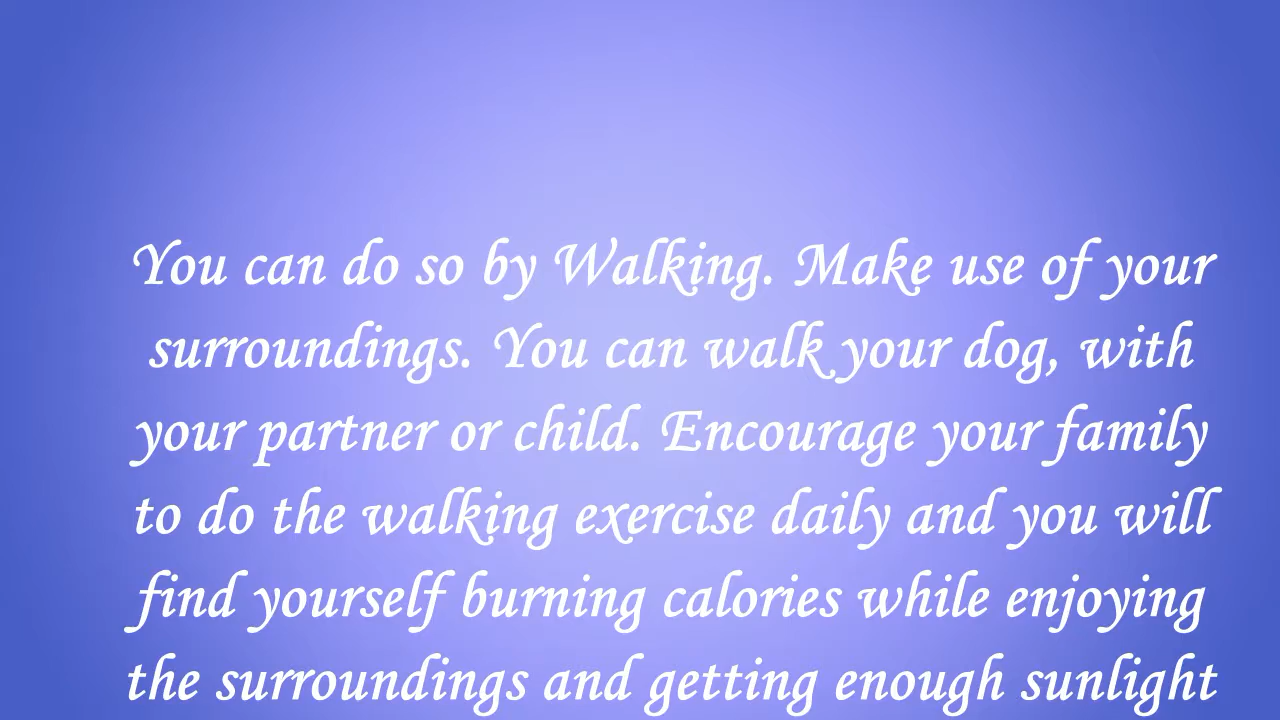 You can do so by Walking. Make use of your
surroundings. You can walk your dog, with
your partner or child. Encourage your family
to do the walking exercise daily and you will
find yourself burning calories while enjoying
the surroundings and getting enough sunlight